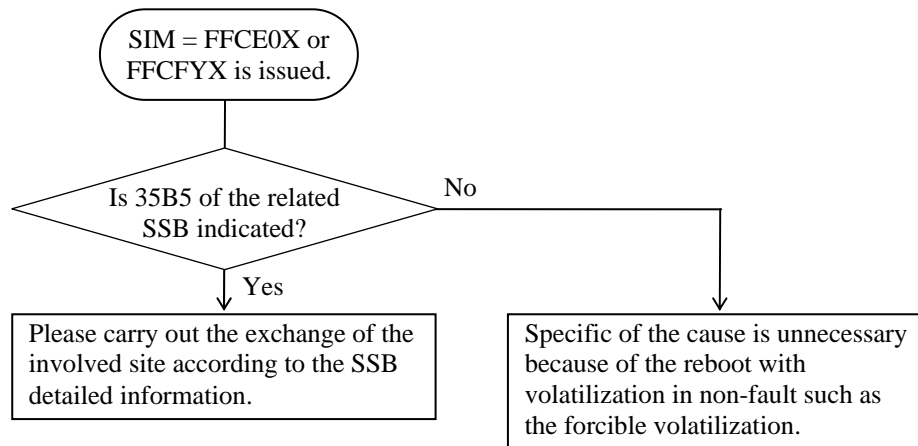 SIM = FFCE0X or
FFCFYX is issued.
Is 35B5 of the related
SSB indicated?
No
Yes
Please carry out the exchange of the
involved site according to the SSB
detailed information.
Specific of the cause is unnecessary
because of the reboot with
volatilization in non-fault such as
the forcible volatilization.